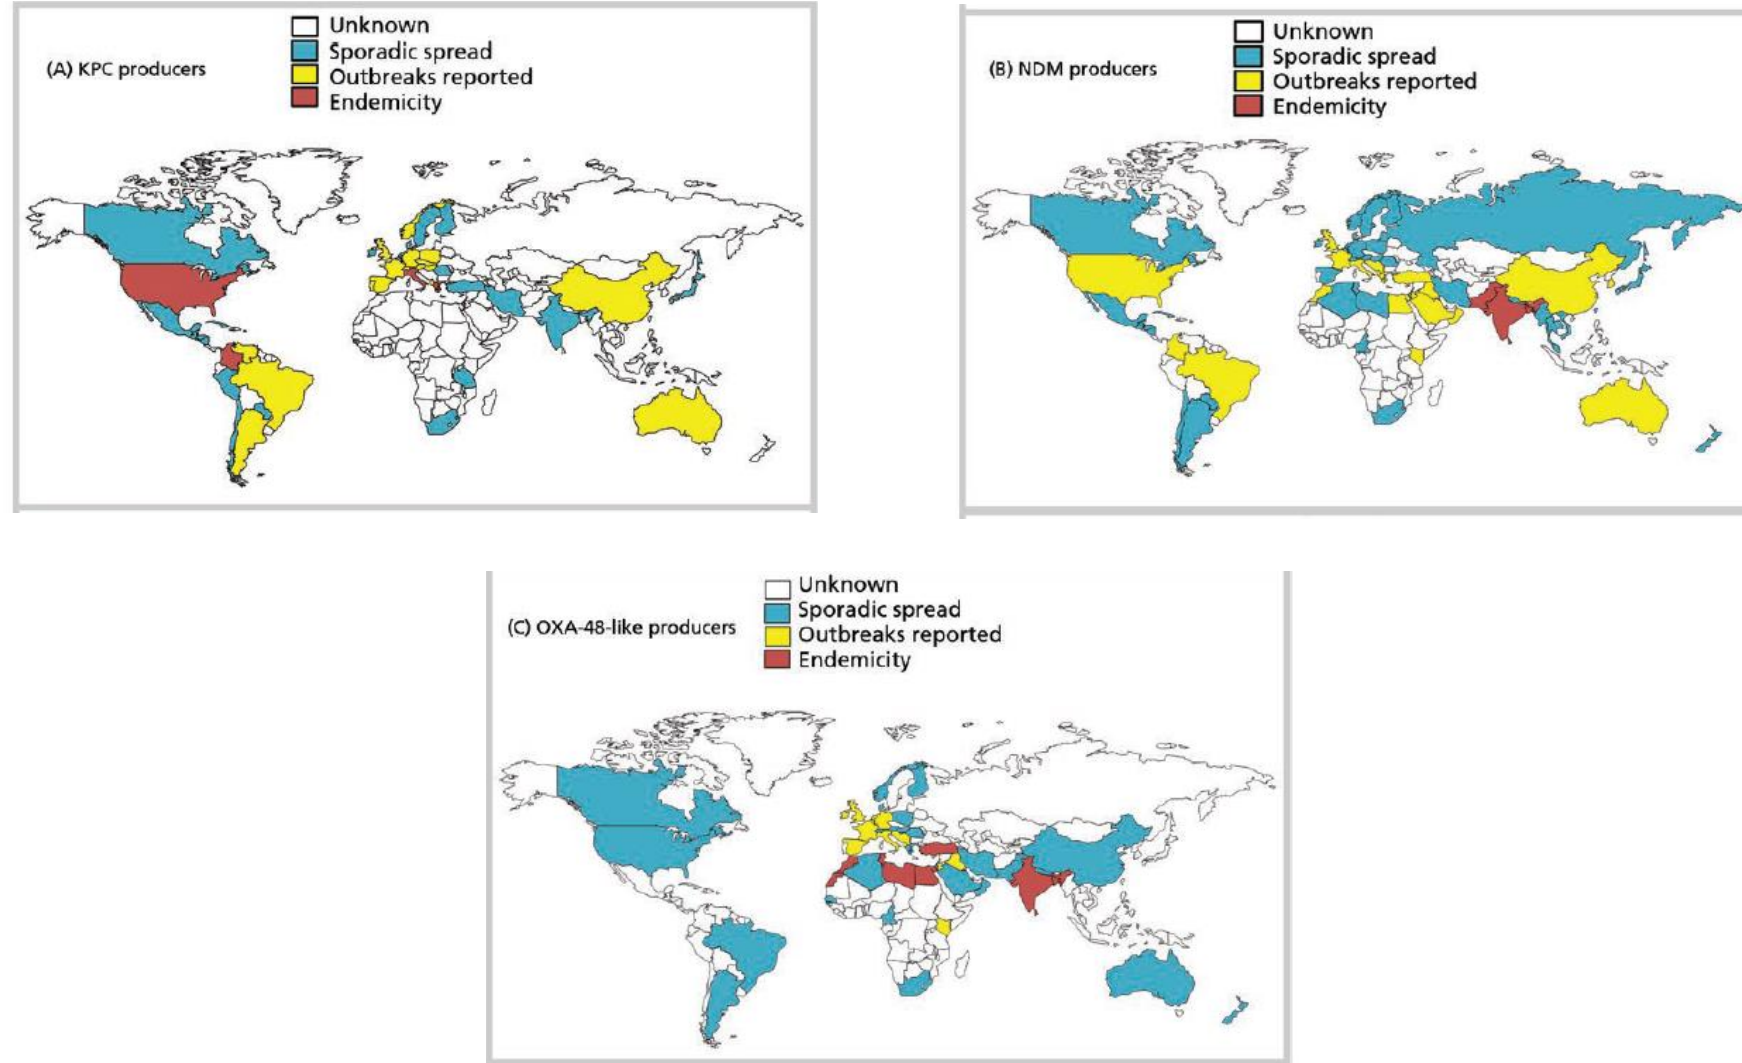 (A) KPC producers
Unknown
Sporadic spread
Outbreaks reported
Endemicity
(B) NDM producers
Unknown
Sporadic spread
Outbreaks reported
Endemicity
(C) OXA-48-like producers
Unknown
Sporadic spread
Outbreaks reported
Endemicity